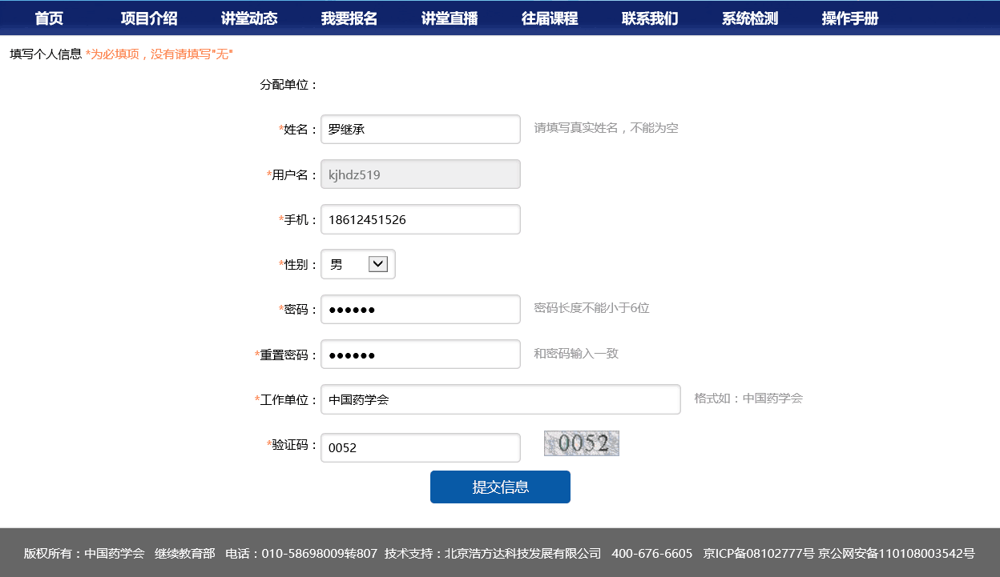 首页 项目介绍 讲堂动态 我要报名 讲堂直播 往届课程 联系我们 系统检测 操作手册
填写个人信息 *为必填项，没有请填写"无"
分配单位：
*姓名： 罗继承 请填写真实姓名，不能为空
*用户名： kjhdz519
*手机： 18612451526
*性别： 男
*密码： ●●●●●● 密码长度不能小于6位
*重置密码： ●●●●●● 和密码输入一致
*工作单位： 中国药学会 格式如：中国药学会
*验证码： 0052 0052
提交信息
版权所有：中国药学会 继续教育部 电话：010-58698009转807 技术支持：北京浩方达科技发展有限公司 400-676-6605 京ICP备08102777号 京公网安备110108003542号